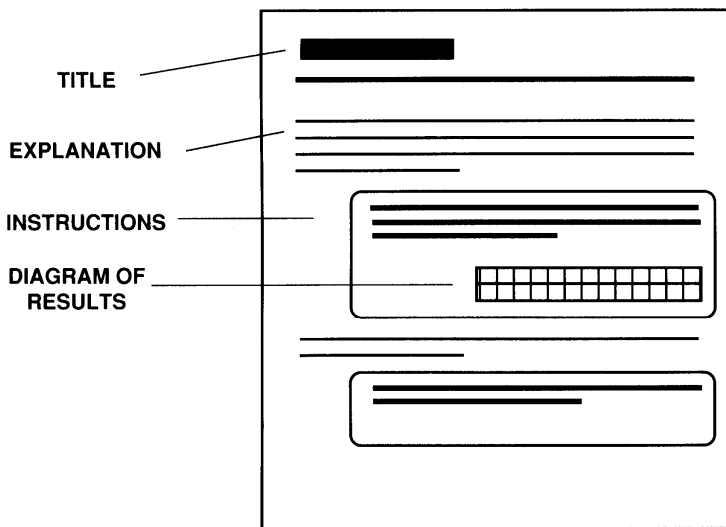 TITLE
EXPLANATION
INSTRUCTIONS
DIAGRAM OF
RESULTS